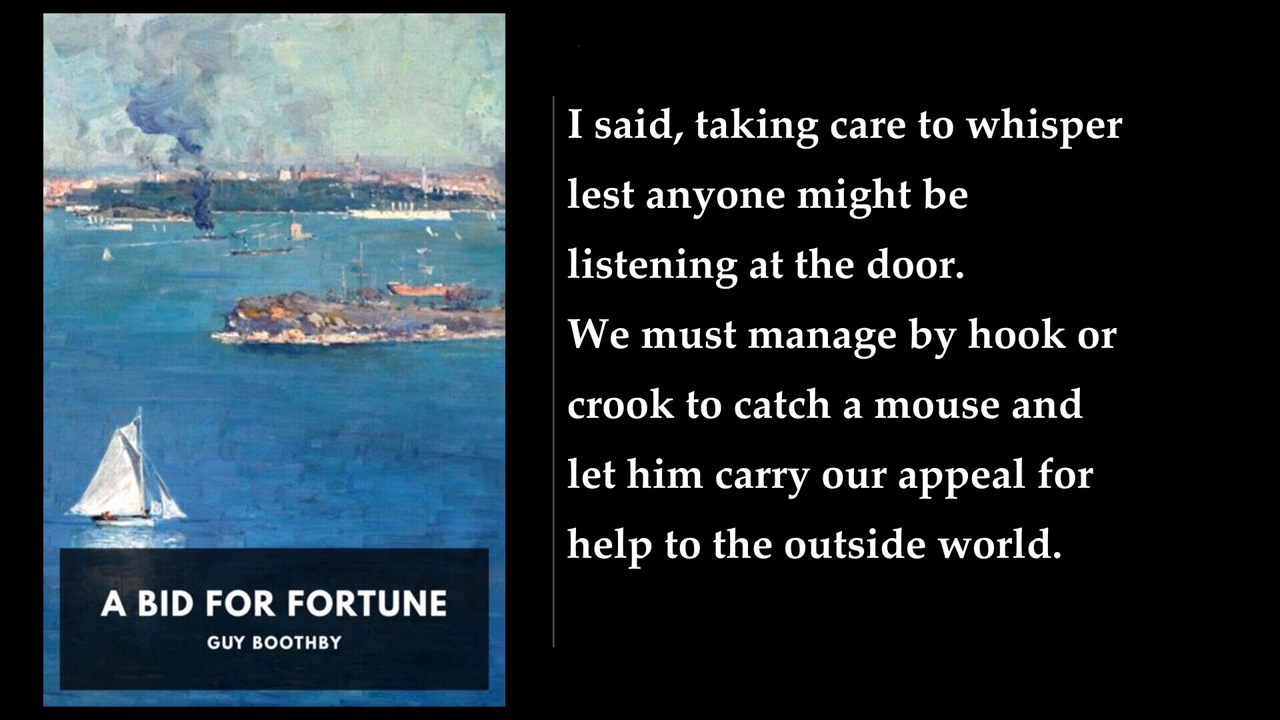 I said, taking care to whisper
lest anyone might be
listening at the door.
We must manage by hook or
crook to catch a mouse and
let him carry our appeal for
help to the outside world.
A BID FOR FORTUNE
GUY BOOTHBY